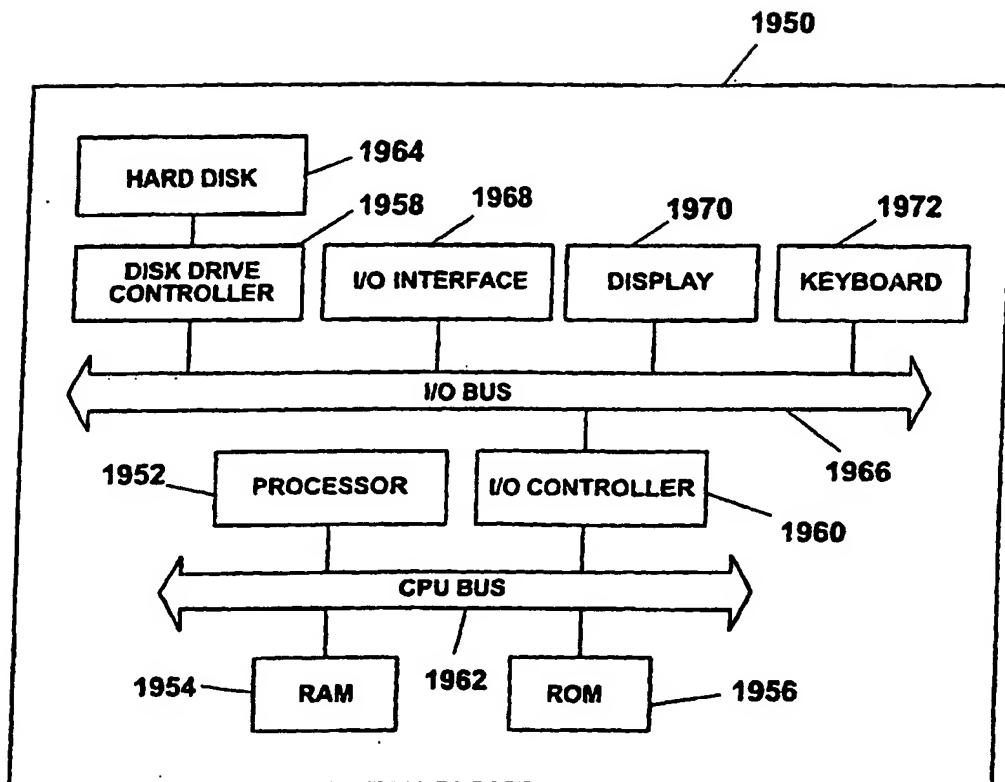 1950
HARD DISK
1964
1958
1968
1970
1972
DISK DRIVE
CONTROLLER
I/O INTERFACE
DISPLAY
KEYBOARD
I/O BUS
1966
1952
PROCESSOR
I/O CONTROLLER
1960
CPU BUS
1962
1954
RAM
ROM
1956